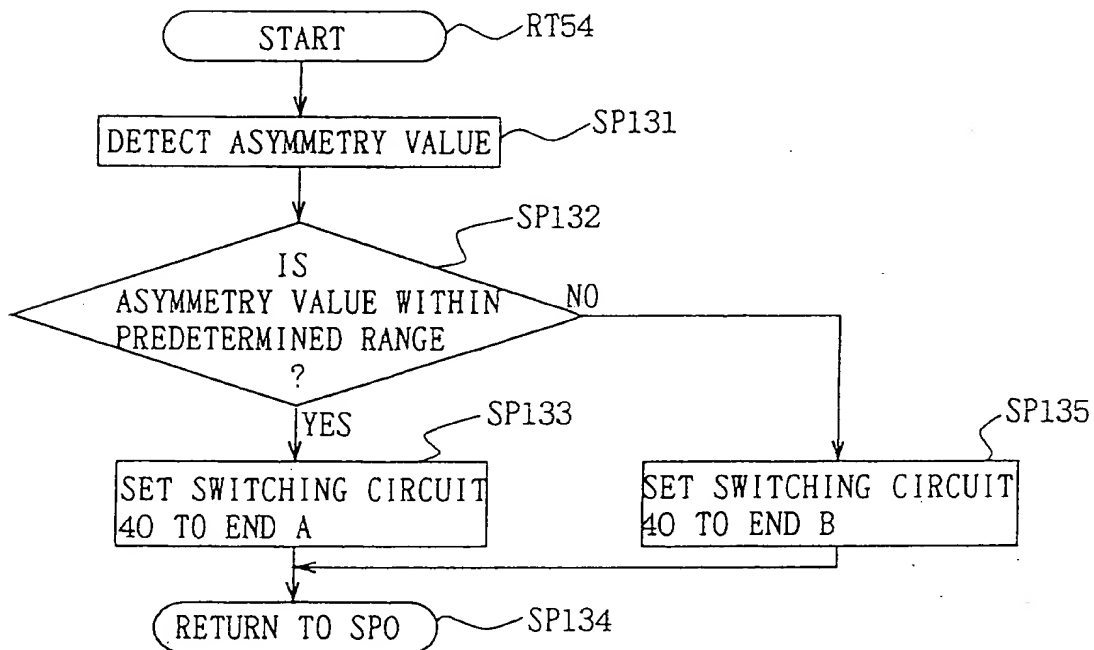 START
RT54
DETECT ASYMMETRY VALUE
SP131
SP132
IS
ASYMMETRY VALUE WITHIN
PREDETERMINED RANGE
?
NO
YES
SP133
SET SWITCHING CIRCUIT
40 TO END A
SP135
SET SWITCHING CIRCUIT
40 TO END B
RETURN TO SP0
SP134